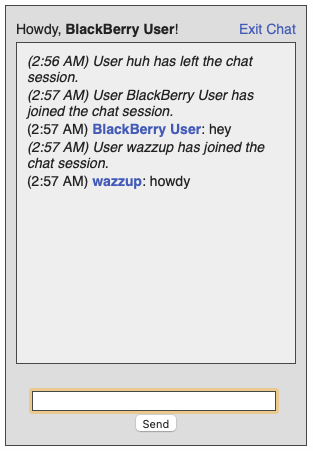 Howdy, BlackBerry User!
Exit Chat
(2:56 AM) User huh has left the chat
session.
(2:57 AM) User BlackBerry User has
joined the chat session.
(2:57 AM) BlackBerry User: hey
(2:57 AM) User wazzup has joined the
chat session.
(2:57 AM) wazzup: howdy
Send